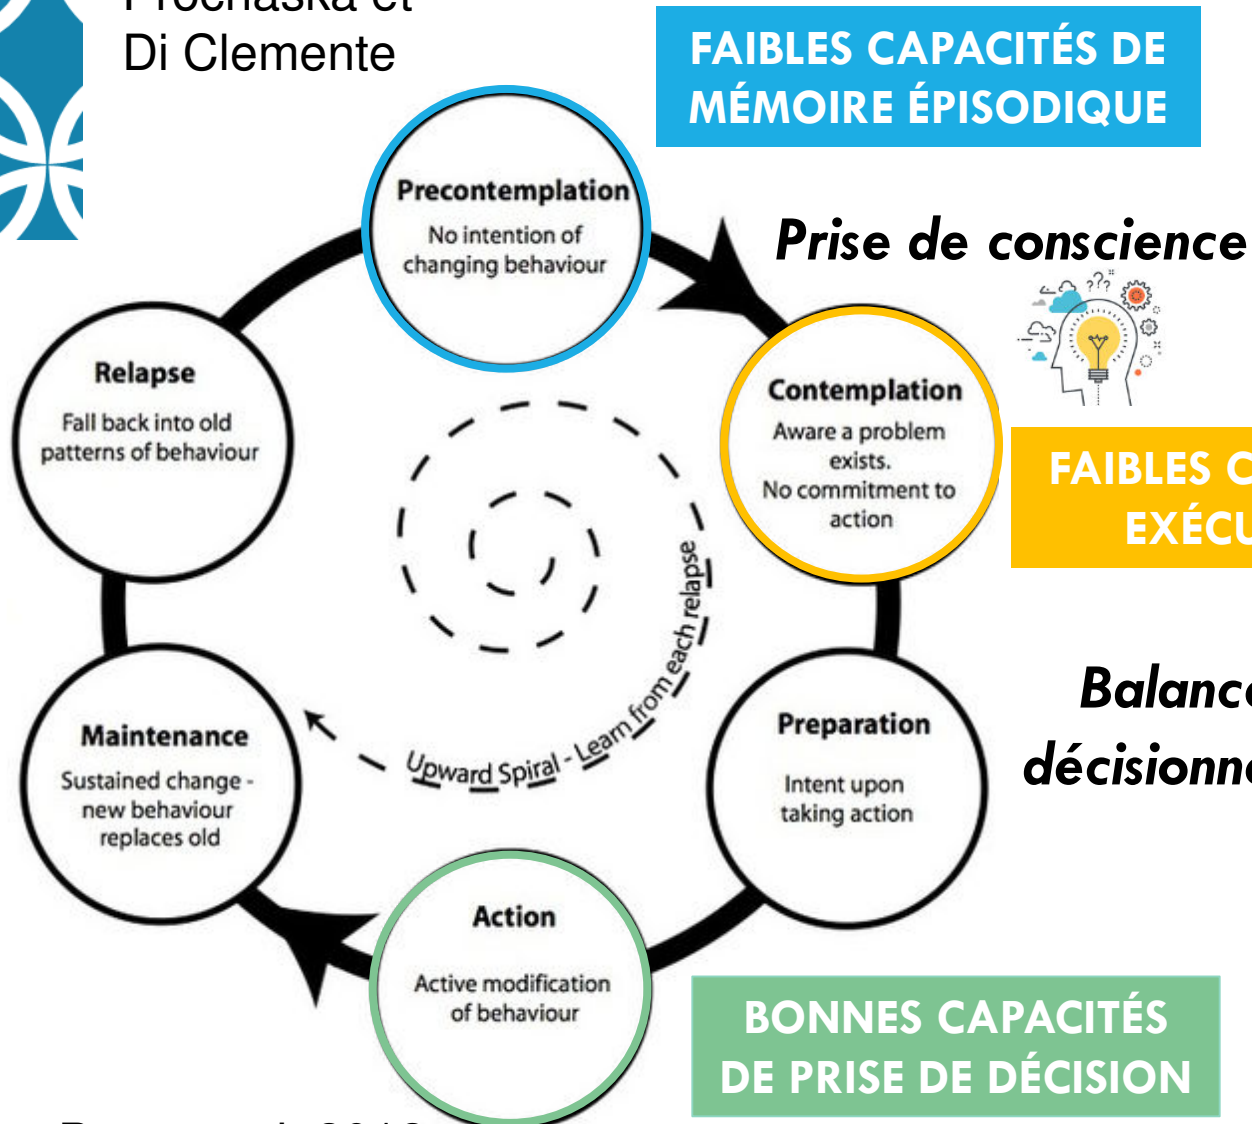 Prochaska et
Di Clemente
FAIBLES CAPACITÉS DE
MÉMOIRE ÉPISODIQUE
Precontemplation
No intention of
changing behaviour
Prise de conscience
???
Relapse
Fall back into old
patterns of behaviour
Contemplation
Aware a problem
exists.
No commitment to
action
FAIBLES
Maintenance
Sustained change -
new behaviour
replaces old
Upward Spiral - Learn from each relapse
Preparation
Intent upon
taking action
Action
Active modification
of behaviour
BONNES CAPACITÉS
DE PRISE DE DÉCISION